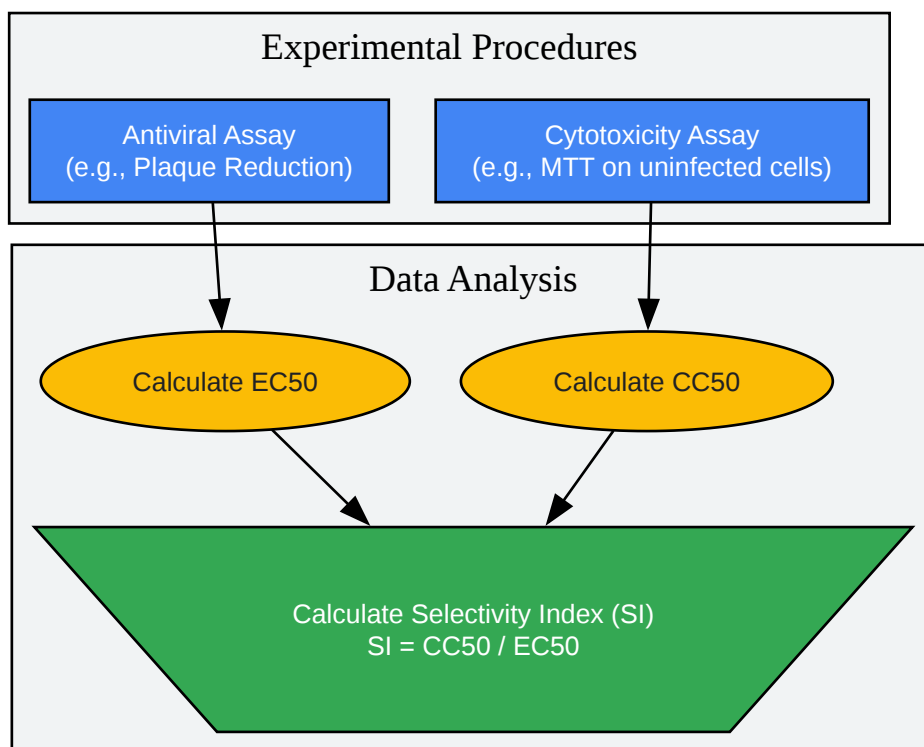 Experimental Procedures
Antiviral Assay
(e.g., Plaque Reduction)
Cytotoxicity Assay
(e.g., MTT on uninfected cells)
Data Analysis
Calculate EC50
Calculate CC50
Calculate Selectivity Index (SI)
SI = CC50 / EC50